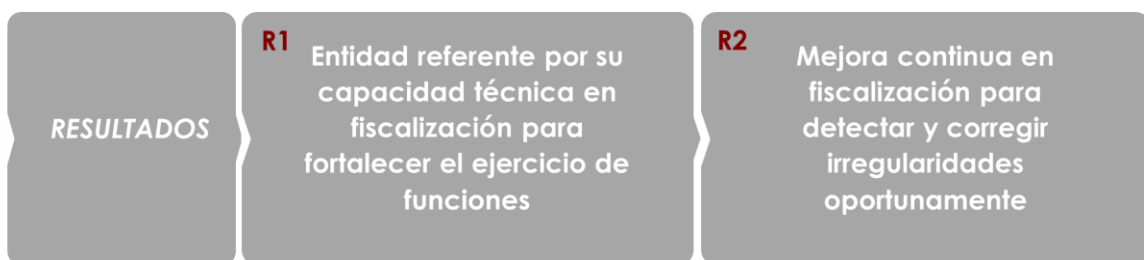 RESULTADOS
R1
Entidad referente por su
capacidad técnica en
fiscalización para
fortalecer el ejercicio de
funciones
R2
Mejora continua en
fiscalización para
detectar y corregir
irregularidades
oportunamente